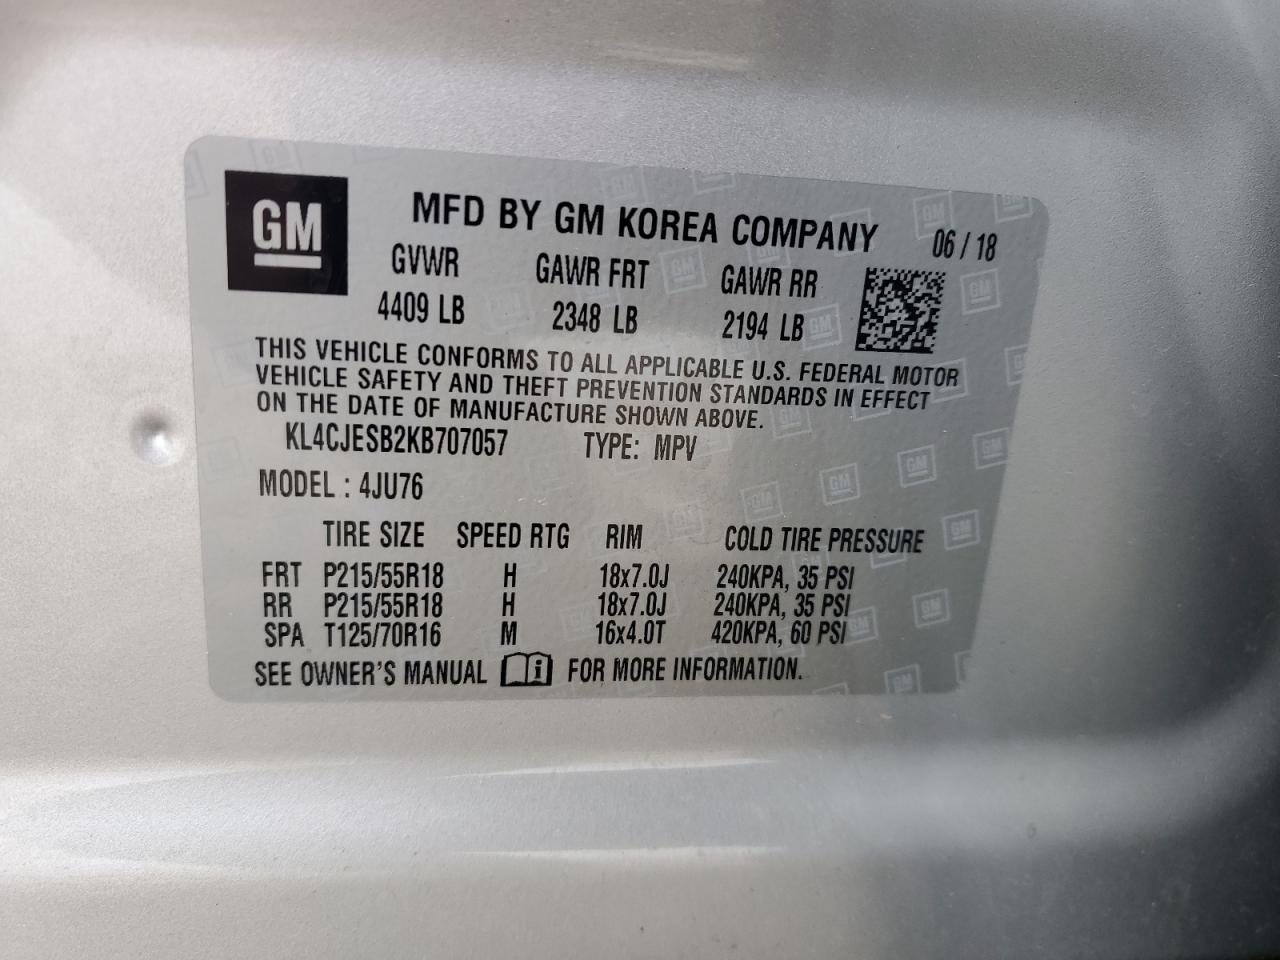 GM MFD BY GM KOREA COMPANY 06 / 18
GVWR GAWR FRT GAWR RR
4409 LB 2348 LB 2194 LB
THIS VEHICLE CONFORMS TO ALL APPLICABLE U.S. FEDERAL MOTOR
VEHICLE SAFETY AND THEFT PREVENTION STANDARDS IN EFFECT
ON THE DATE OF MANUFACTURE SHOWN ABOVE.
KL4CJESB2KB707057 TYPE: MPV
MODEL : 4JU76
TIRE SIZE SPEED RTG RIM COLD TIRE PRESSURE
FRT P215/55R18 H 18x7.0J 240KPA, 35 PSI
RR P215/55R18 H 18x7.0J 240KPA, 35 PSI
SPA T125/70R16 M 16x4.0T 420KPA, 60 PSI
SEE OWNER'S MANUAL i FOR MORE INFORMATION.